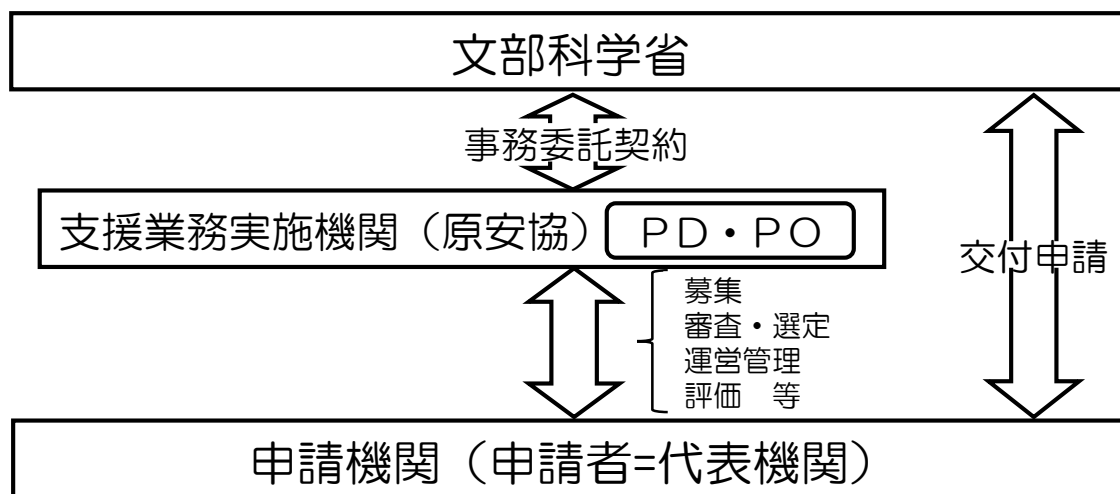 文部科学省
事務委託契約
支援業務実施機関（原安協）
ＰＤ・ＰＯ
交付申請
募集
審査・選定
運営管理
評価　等
申請機関（申請者=代表機関）